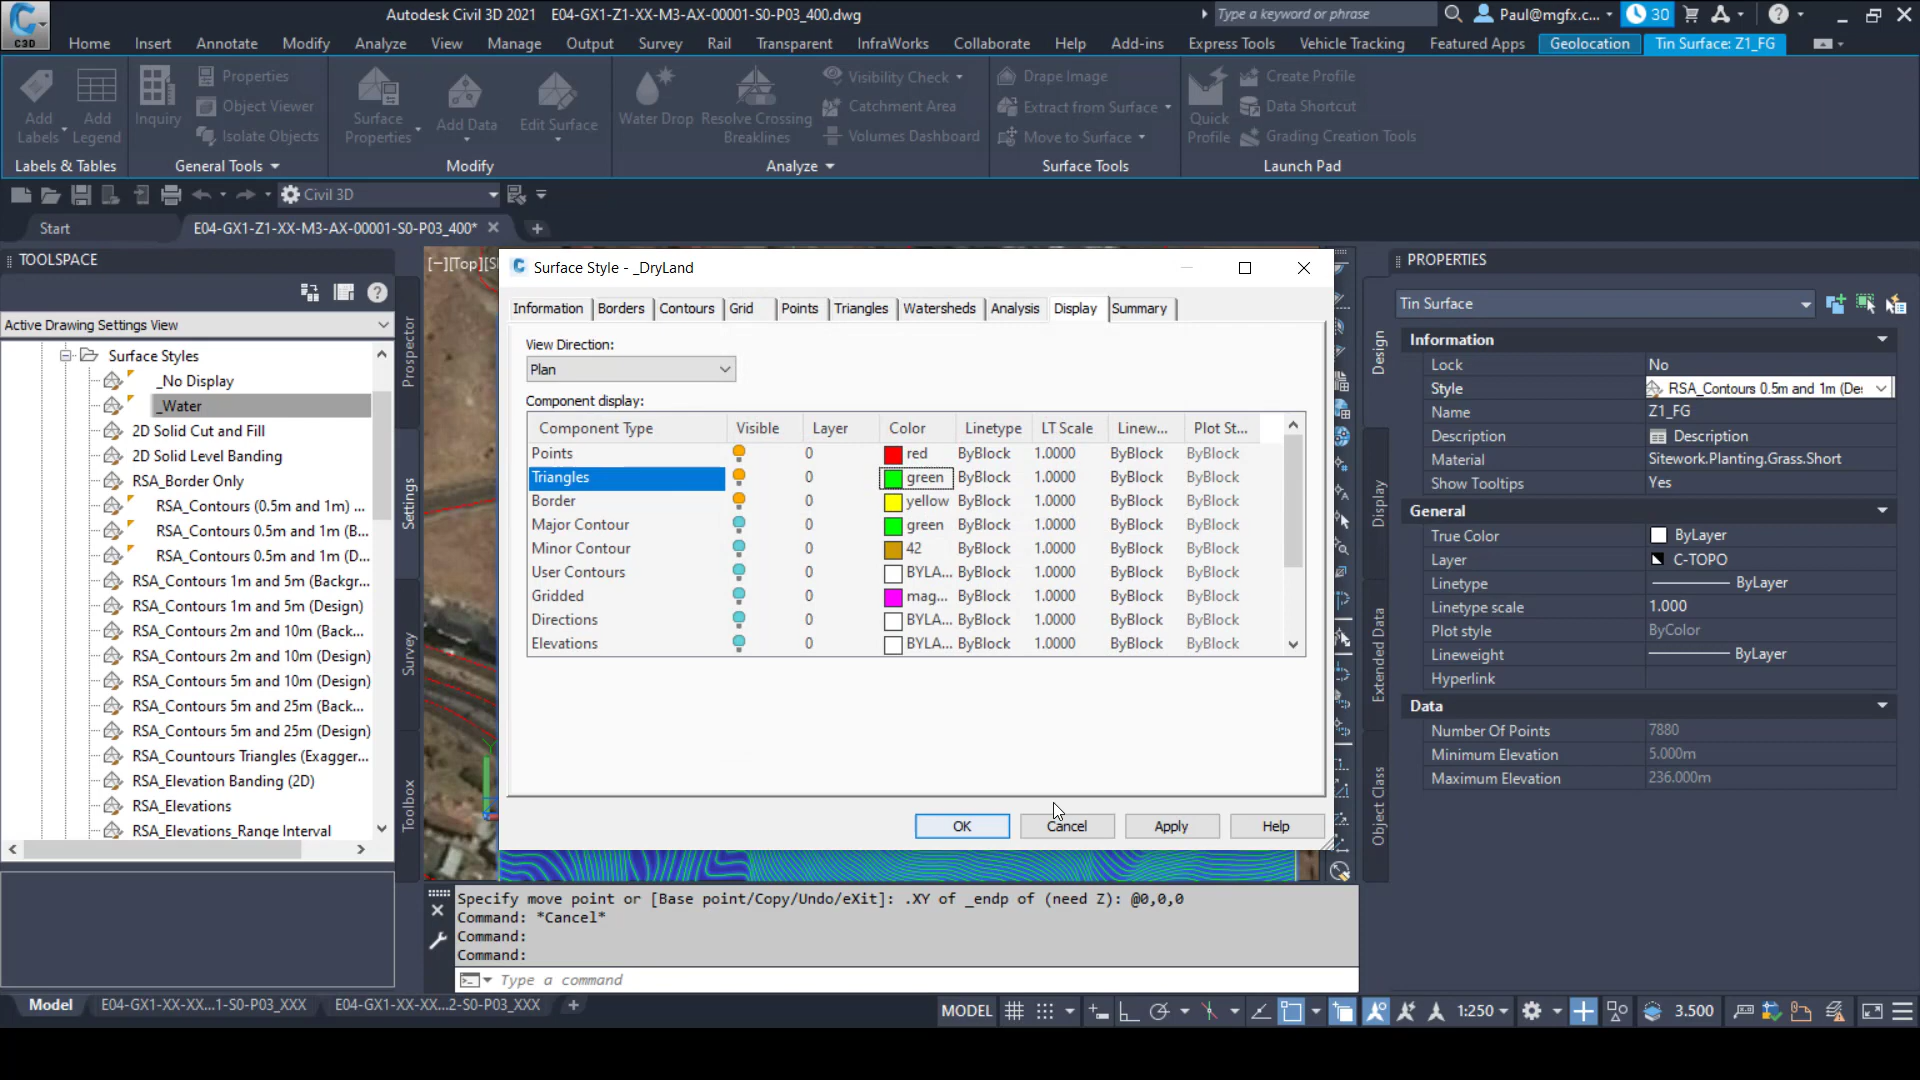 Autodesk Civil 3D 2021 E04-GX1-Z1-XX-M3-AX-00001-S0-P03_400.dwg
Type a keyword or phrase
Paul@mgfx.c...
30
C3D
Home Insert Annotate Modify Analyze View Manage Output Survey Rail Transparent InfraWorks Collaborate Help Add-ins Express Tools Vehicle Tracking Featured Apps Geolocation Tin Surface: Z1_FG
Add Labels
Add Legend
Labels & Tables
Inquiry
Properties
Object Viewer
Isolate Objects
General Tools
Surface Properties
Add Data
Edit Surface
Modify
Water Drop
Resolve Crossing Breaklines
Visibility Check
Catchment Area
Volumes Dashboard
Analyze
Drape Image
Extract from Surface
Move to Surface
Surface Tools
Quick Profile
Create Profile
Data Shortcut
Grading Creation Tools
Launch Pad
Civil 3D
Start
E04-GX1-Z1-XX-M3-AX-00001-S0-P03_400*
TOOLSPACE
Active Drawing Settings View
Surface Styles
_No Display
_Water
2D Solid Cut and Fill
2D Solid Level Banding
RSA_Border Only
RSA_Contours (0.5m and 1m) ...
RSA_Contours 0.5m and 1m (B...
RSA_Contours 0.5m and 1m (D...
RSA_Contours 1m and 5m (Backgr...
RSA_Contours 1m and 5m (Design)
RSA_Contours 2m and 10m (Back...
RSA_Contours 2m and 10m (Design)
RSA_Contours 5m and 10m (Design)
RSA_Contours 5m and 25m (Back...
RSA_Contours 5m and 25m (Design)
RSA_Countours Triangles (Exagger...
RSA_Elevation Banding (2D)
RSA_Elevations
RSA_Elevations_Range Interval
Prospector
Settings
Survey
Toolbox
[−][Top][S
Surface Style - _DryLand
Information Borders Contours Grid Points Triangles Watersheds Analysis Display Summary
View Direction:
Plan
Component display:
Component Type Visible Layer Color Linetype LT Scale Linew... Plot St...
Points 0 red ByBlock 1.0000 ByBlock ByBlock
Triangles 0 green ByBlock 1.0000 ByBlock ByBlock
Border 0 yellow ByBlock 1.0000 ByBlock ByBlock
Major Contour 0 green ByBlock 1.0000 ByBlock ByBlock
Minor Contour 0 42 ByBlock 1.0000 ByBlock ByBlock
User Contours 0 BYLA... ByBlock 1.0000 ByBlock ByBlock
Gridded 0 mag... ByBlock 1.0000 ByBlock ByBlock
Directions 0 BYLA... ByBlock 1.0000 ByBlock ByBlock
Elevations 0 BYLA... ByBlock 1.0000 ByBlock ByBlock
OK Cancel Apply Help
PROPERTIES
Tin Surface
Information
Lock No
Style RSA_Contours 0.5m and 1m (De
Name Z1_FG
Description Description
Material Sitework.Planting.Grass.Short
Show Tooltips Yes
General
True Color ByLayer
Layer C-TOPO
Linetype ByLayer
Linetype scale 1.000
Plot style ByColor
Lineweight ByLayer
Hyperlink
Data
Number Of Points 7880
Minimum Elevation 5.000m
Maximum Elevation 236.000m
Design
Display
Extended Data
Object Class
Specify move point or [Base point/Copy/Undo/eXit]: .XY of _endp of (need Z): @0,0,0
Command: *Cancel*
Command:
Command:
Type a command
Model E04-GX1-XX-XX...1-S0-P03_XXX E04-GX1-XX-XX...2-S0-P03_XXX
MODEL 1:250 3.500